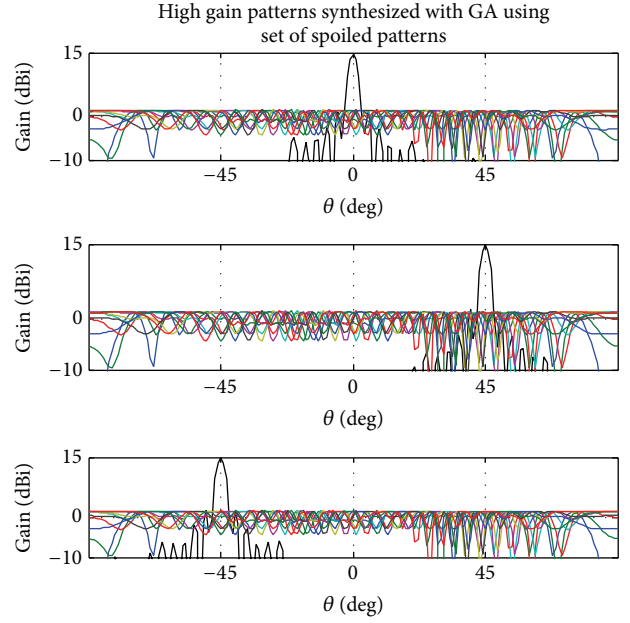 High gain patterns synthesized with GA using
set of spoiled patterns
15
0
−10
Gain (dBi)
−45 0 45
θ (deg)
15
0
−10
Gain (dBi)
−45 0 45
θ (deg)
15
0
−10
Gain (dBi)
−45 0 45
θ (deg)